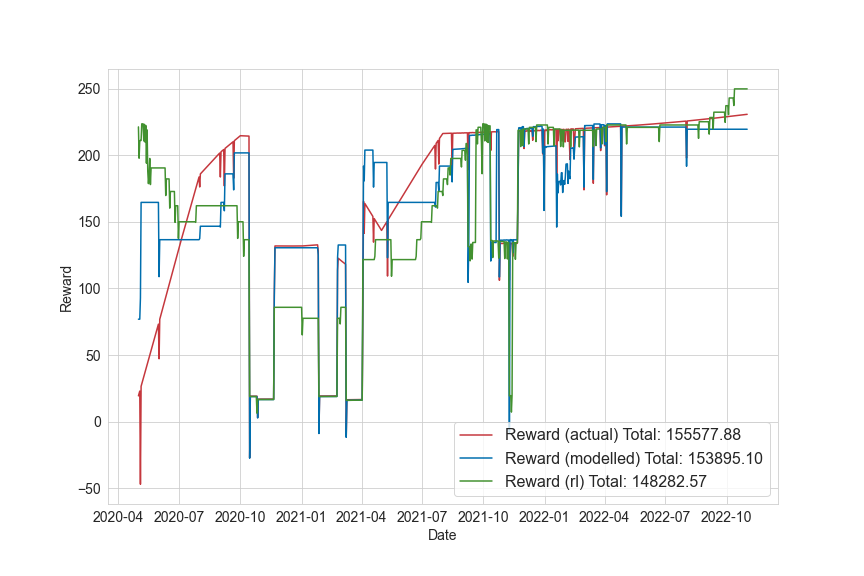 250
200
150
100
50
0
−50
Reward
2020-04 2020-07 2020-10 2021-01 2021-04 2021-07 2021-10 2022-01 2022-04 2022-07 2022-10
Date
Reward (actual) Total: 155577.88
Reward (modelled) Total: 153895.10
Reward (rl) Total: 148282.57